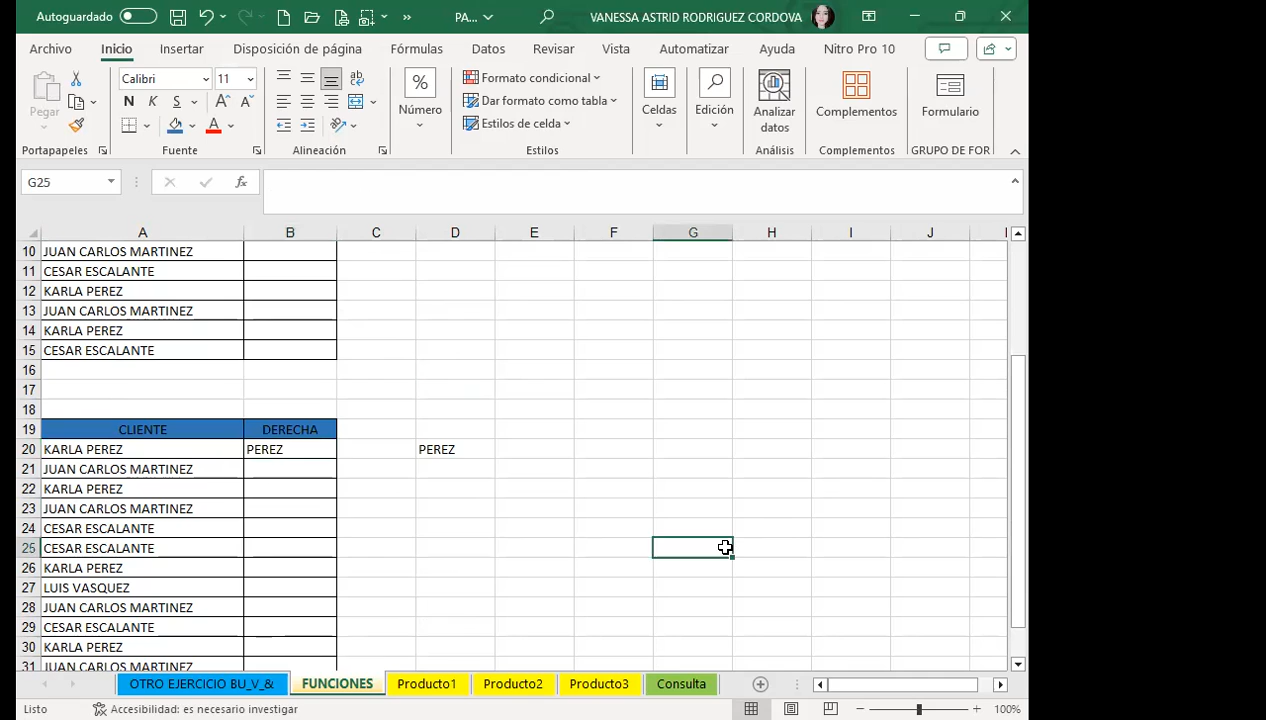 Autoguardado PA... VANESSA ASTRID RODRIGUEZ CORDOVA
Archivo Inicio Insertar Disposición de página Fórmulas Datos Revisar Vista Automatizar Ayuda Nitro Pro 10
Pegar Calibri 11 Número Formato condicional Celdas Edición Analizar datos Complementos Formulario
N K S Dar formato como tabla
Estilos de celda
Portapapeles Fuente Alineación Estilos Análisis Complementos GRUPO DE FOR
G25 fx
A B C D E F G H I J
10 JUAN CARLOS MARTINEZ
11 CESAR ESCALANTE
12 KARLA PEREZ
13 JUAN CARLOS MARTINEZ
14 KARLA PEREZ
15 CESAR ESCALANTE
16
17
18
19 CLIENTE DERECHA
20 KARLA PEREZ PEREZ PEREZ
21 JUAN CARLOS MARTINEZ
22 KARLA PEREZ
23 JUAN CARLOS MARTINEZ
24 CESAR ESCALANTE
25 CESAR ESCALANTE
26 KARLA PEREZ
27 LUIS VASQUEZ
28 JUAN CARLOS MARTINEZ
29 CESAR ESCALANTE
30 KARLA PEREZ
31 JUAN CARLOS MARTINEZ
OTRO EJERCICIO BU_V_& FUNCIONES Producto1 Producto2 Producto3 Consulta
Listo Accesibilidad: es necesario investigar 100%